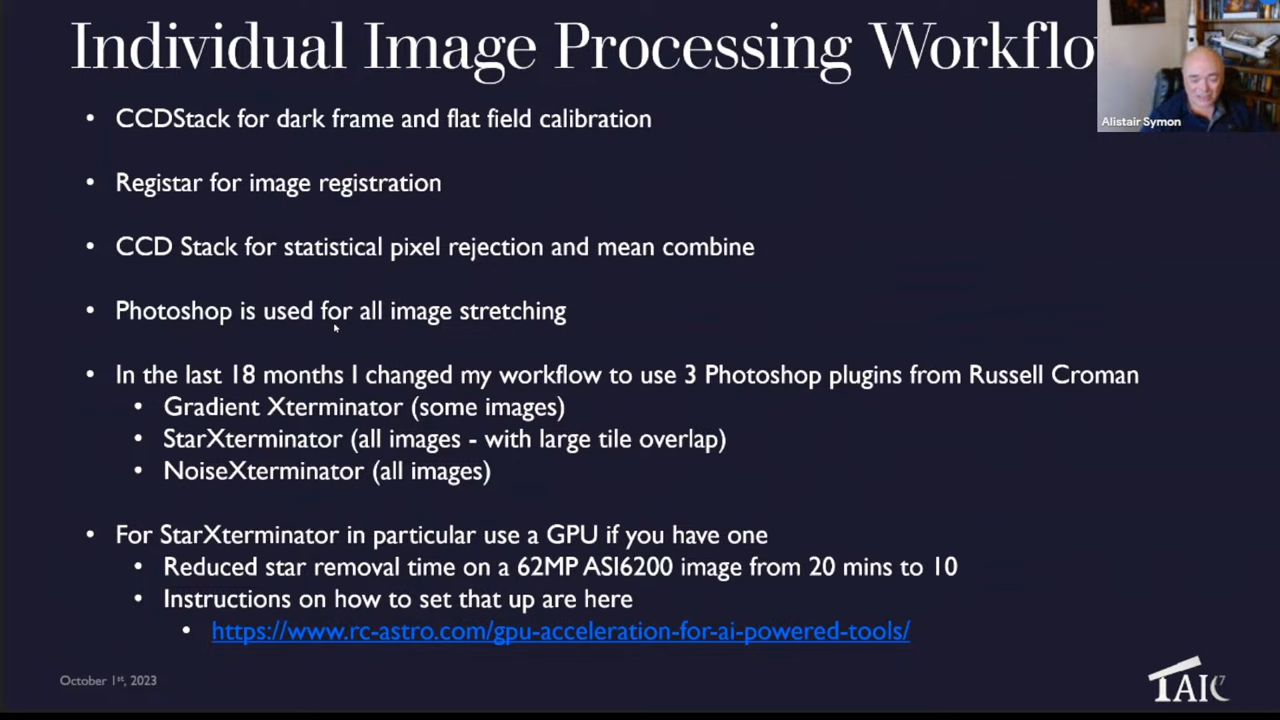 Individual Image Processing Workflo
Alistair Symon
• CCDStack for dark frame and flat field calibration
• Registar for image registration
• CCD Stack for statistical pixel rejection and mean combine
• Photoshop is used for all image stretching
• In the last 18 months I changed my workflow to use 3 Photoshop plugins from Russell Croman
• Gradient Xterminator (some images)
• StarXterminator (all images - with large tile overlap)
• NoiseXterminator (all images)
• For StarXterminator in particular use a GPU if you have one
• Reduced star removal time on a 62MP ASI6200 image from 20 mins to 10
• Instructions on how to set that up are here
• https://www.rc-astro.com/gpu-acceleration-for-ai-powered-tools/
October 1st, 2023
TAIC